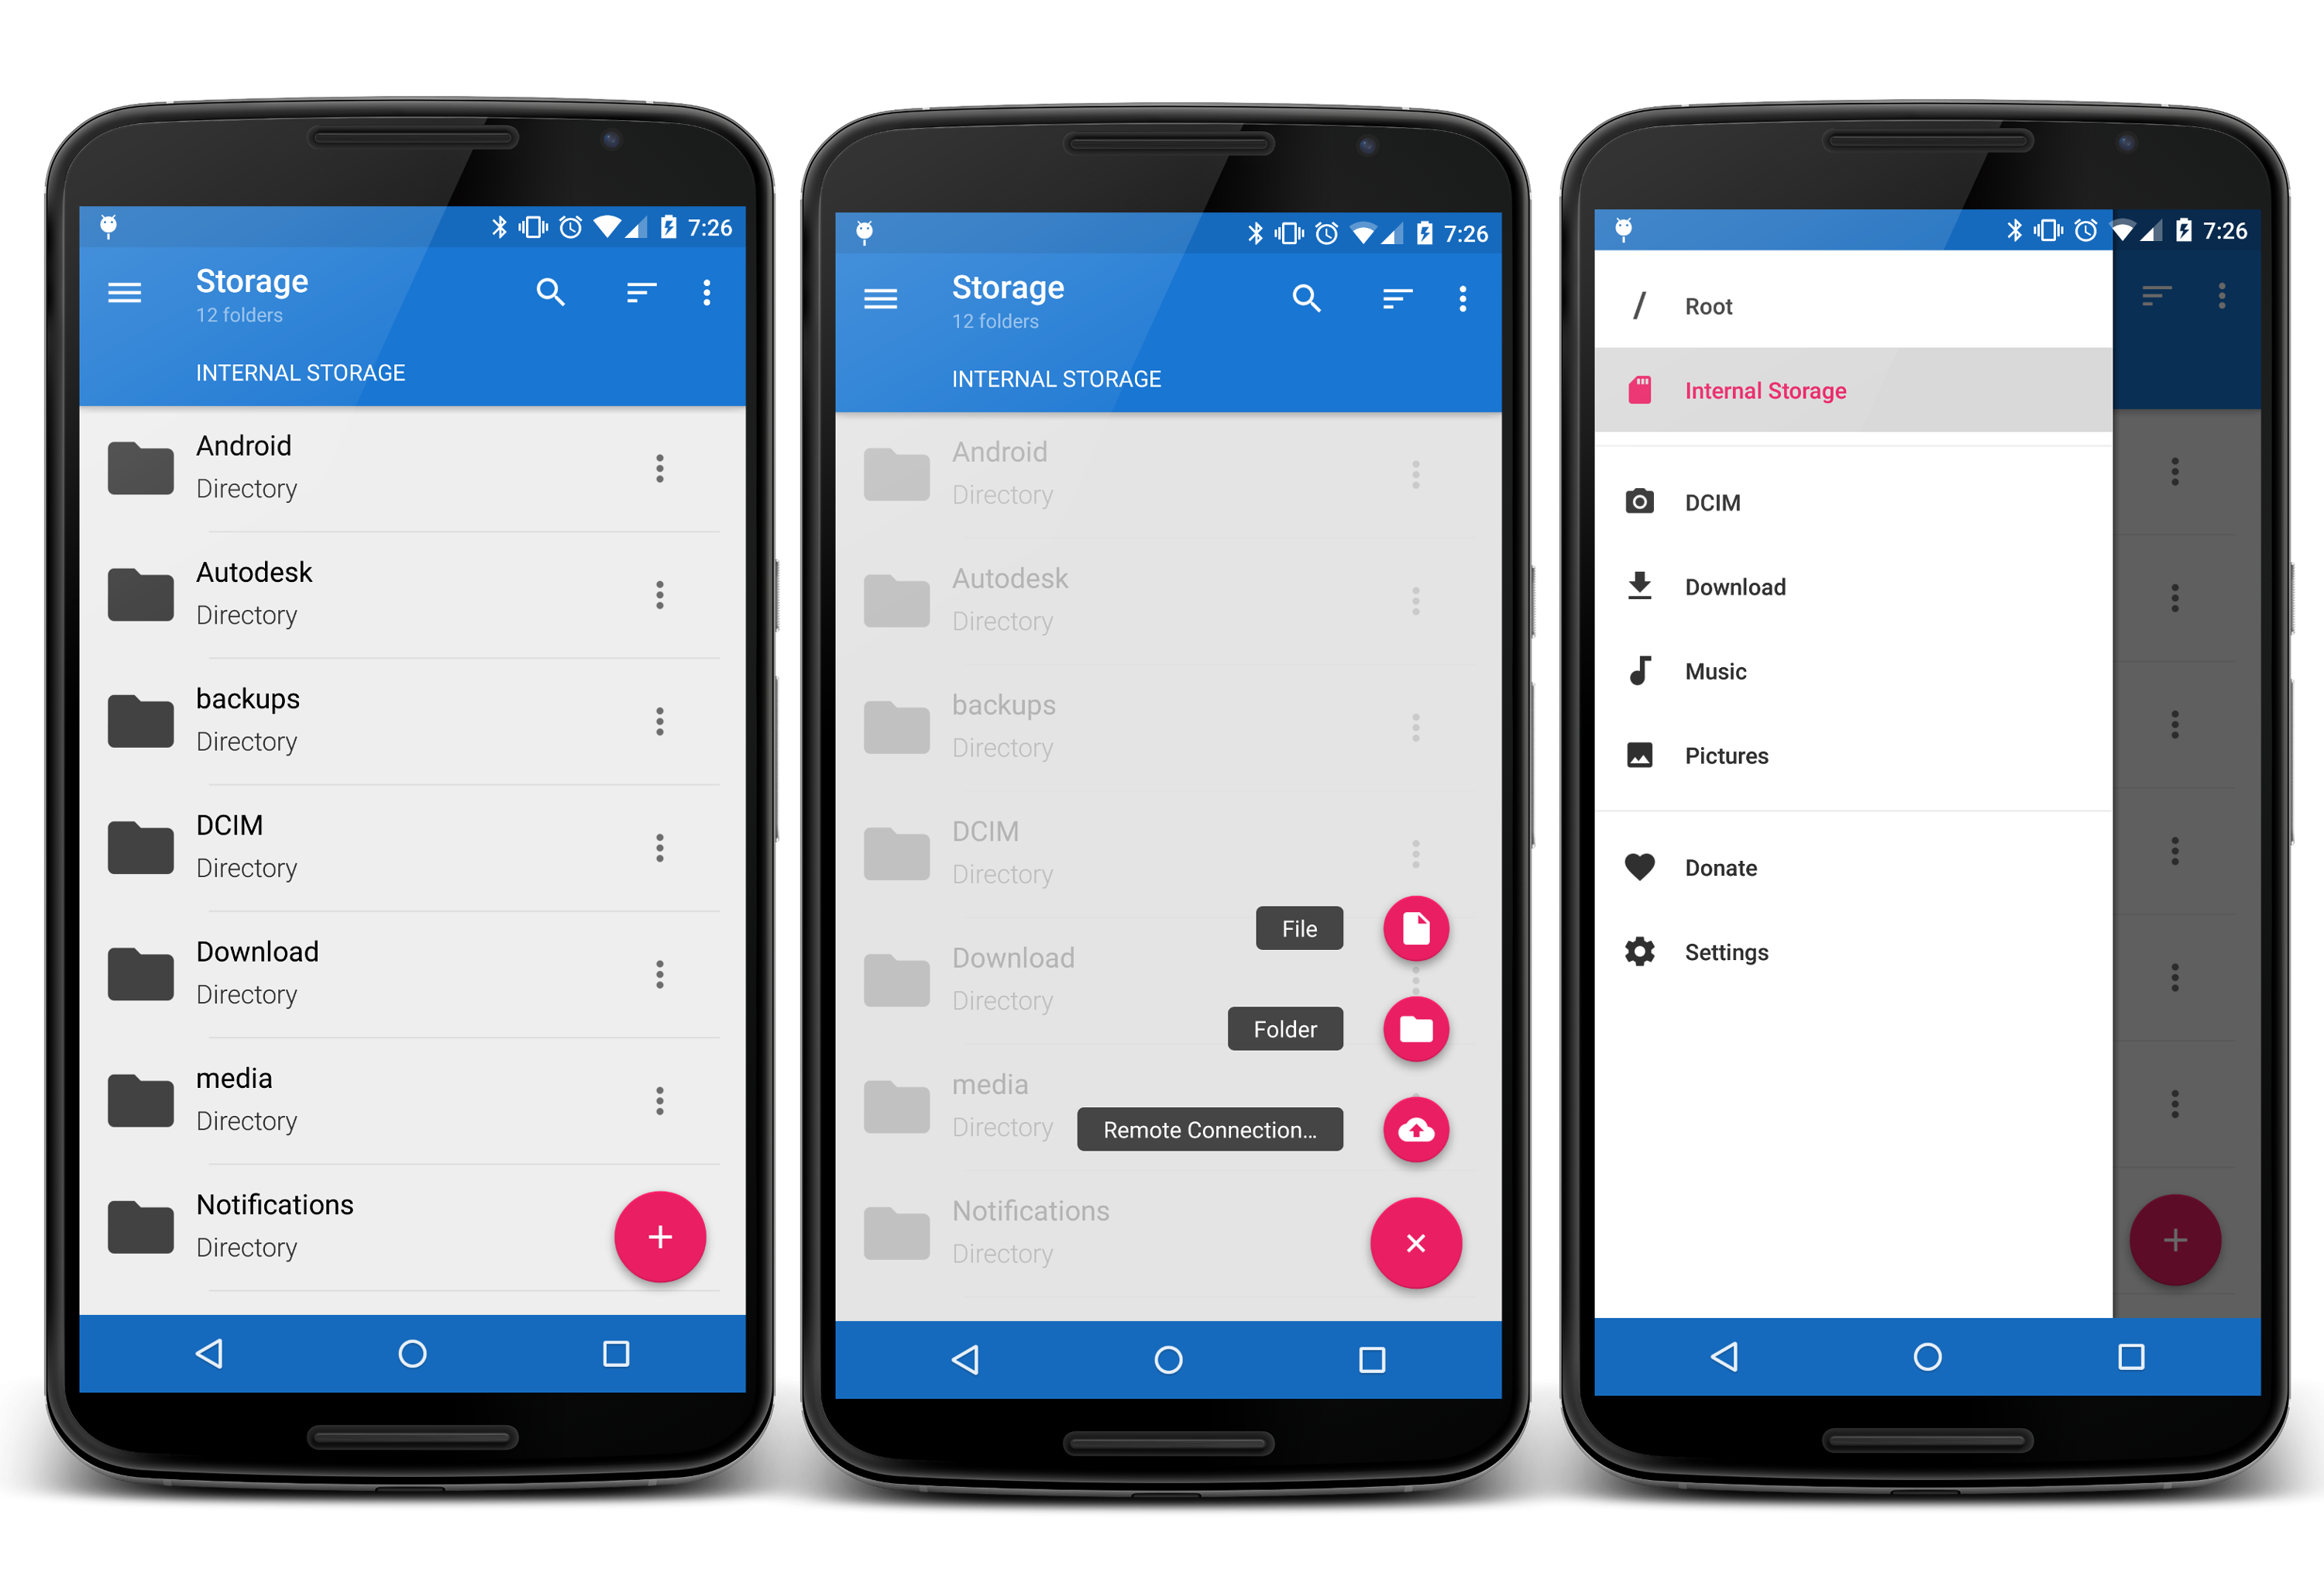 7:26
Storage
12 folders
INTERNAL STORAGE
Android
Directory
Autodesk
Directory
backups
Directory
DCIM
Directory
Download
Directory
media
Directory
Notifications
Directory
7:26
Storage
12 folders
INTERNAL STORAGE
Android
Directory
Autodesk
Directory
backups
Directory
DCIM
Directory
File
Download
Directory
Folder
media
Directory
Remote Connection...
Notifications
Directory
7:26
/ Root
Internal Storage
DCIM
Download
Music
Pictures
Donate
Settings